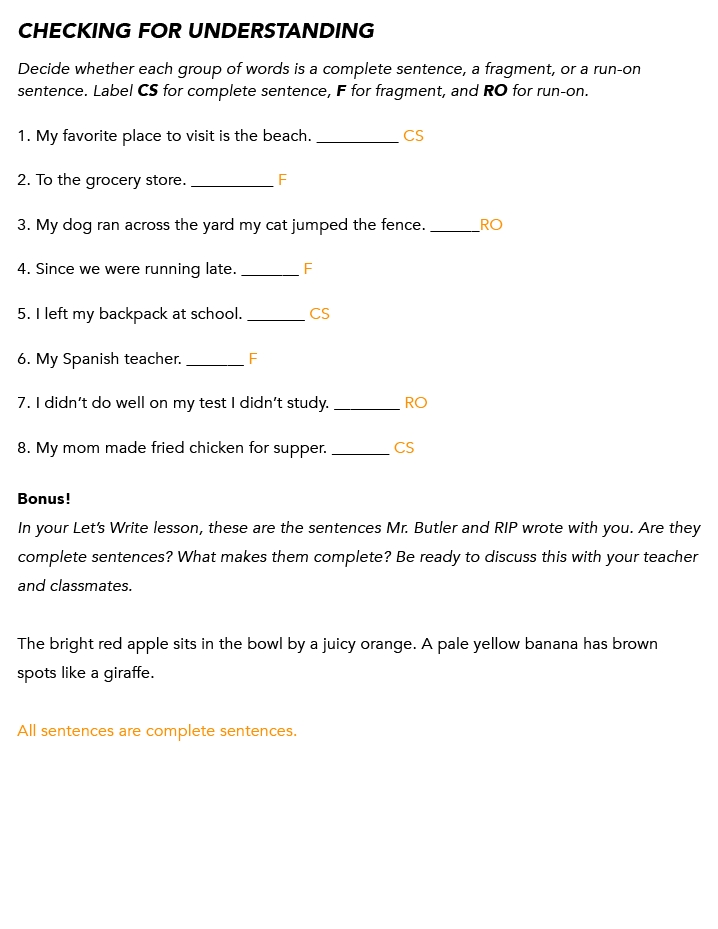 CHECKING FOR UNDERSTANDING
Decide whether each group of words is a complete sentence, a fragment, or a run-on
sentence. Label CS for complete sentence, F for fragment, and RO for run-on.
1. My favorite place to visit is the beach. __________ CS
2. To the grocery store. __________ F
3. My dog ran across the yard my cat jumped the fence. ______RO
4. Since we were running late. _______ F
5. I left my backpack at school. _______ CS
6. My Spanish teacher. _______ F
7. I didn’t do well on my test I didn’t study. ________ RO
8. My mom made fried chicken for supper. _______ CS
Bonus!
In your Let’s Write lesson, these are the sentences Mr. Butler and RIP wrote with you. Are they
complete sentences? What makes them complete? Be ready to discuss this with your teacher
and classmates.
The bright red apple sits in the bowl by a juicy orange. A pale yellow banana has brown
spots like a giraffe.
All sentences are complete sentences.